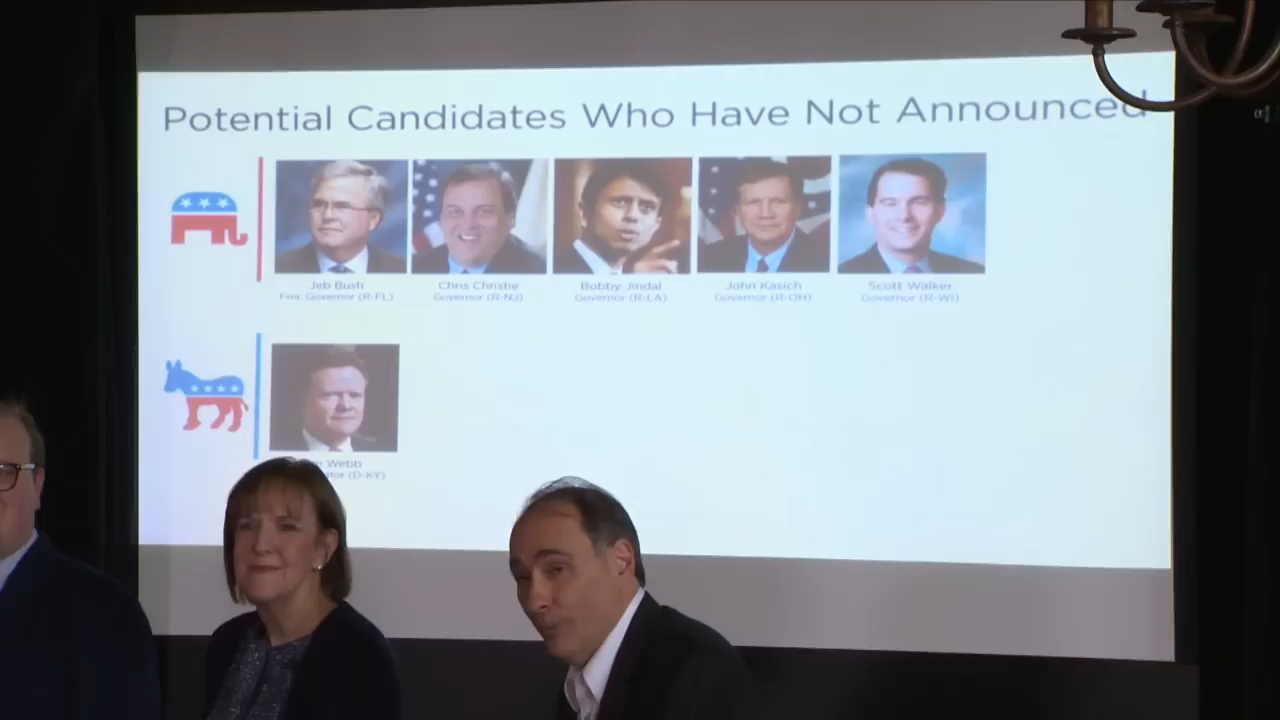 Potential Candidates Who Have Not Announced
Jeb Bush
Fmr. Governor (R-FL)
Chris Christie
Governor (R-NJ)
Bobby Jindal
Governor (R-LA)
John Kasich
Governor (R-OH)
Scott Walker
Governor (R-WI)
Webb
(D-KY)